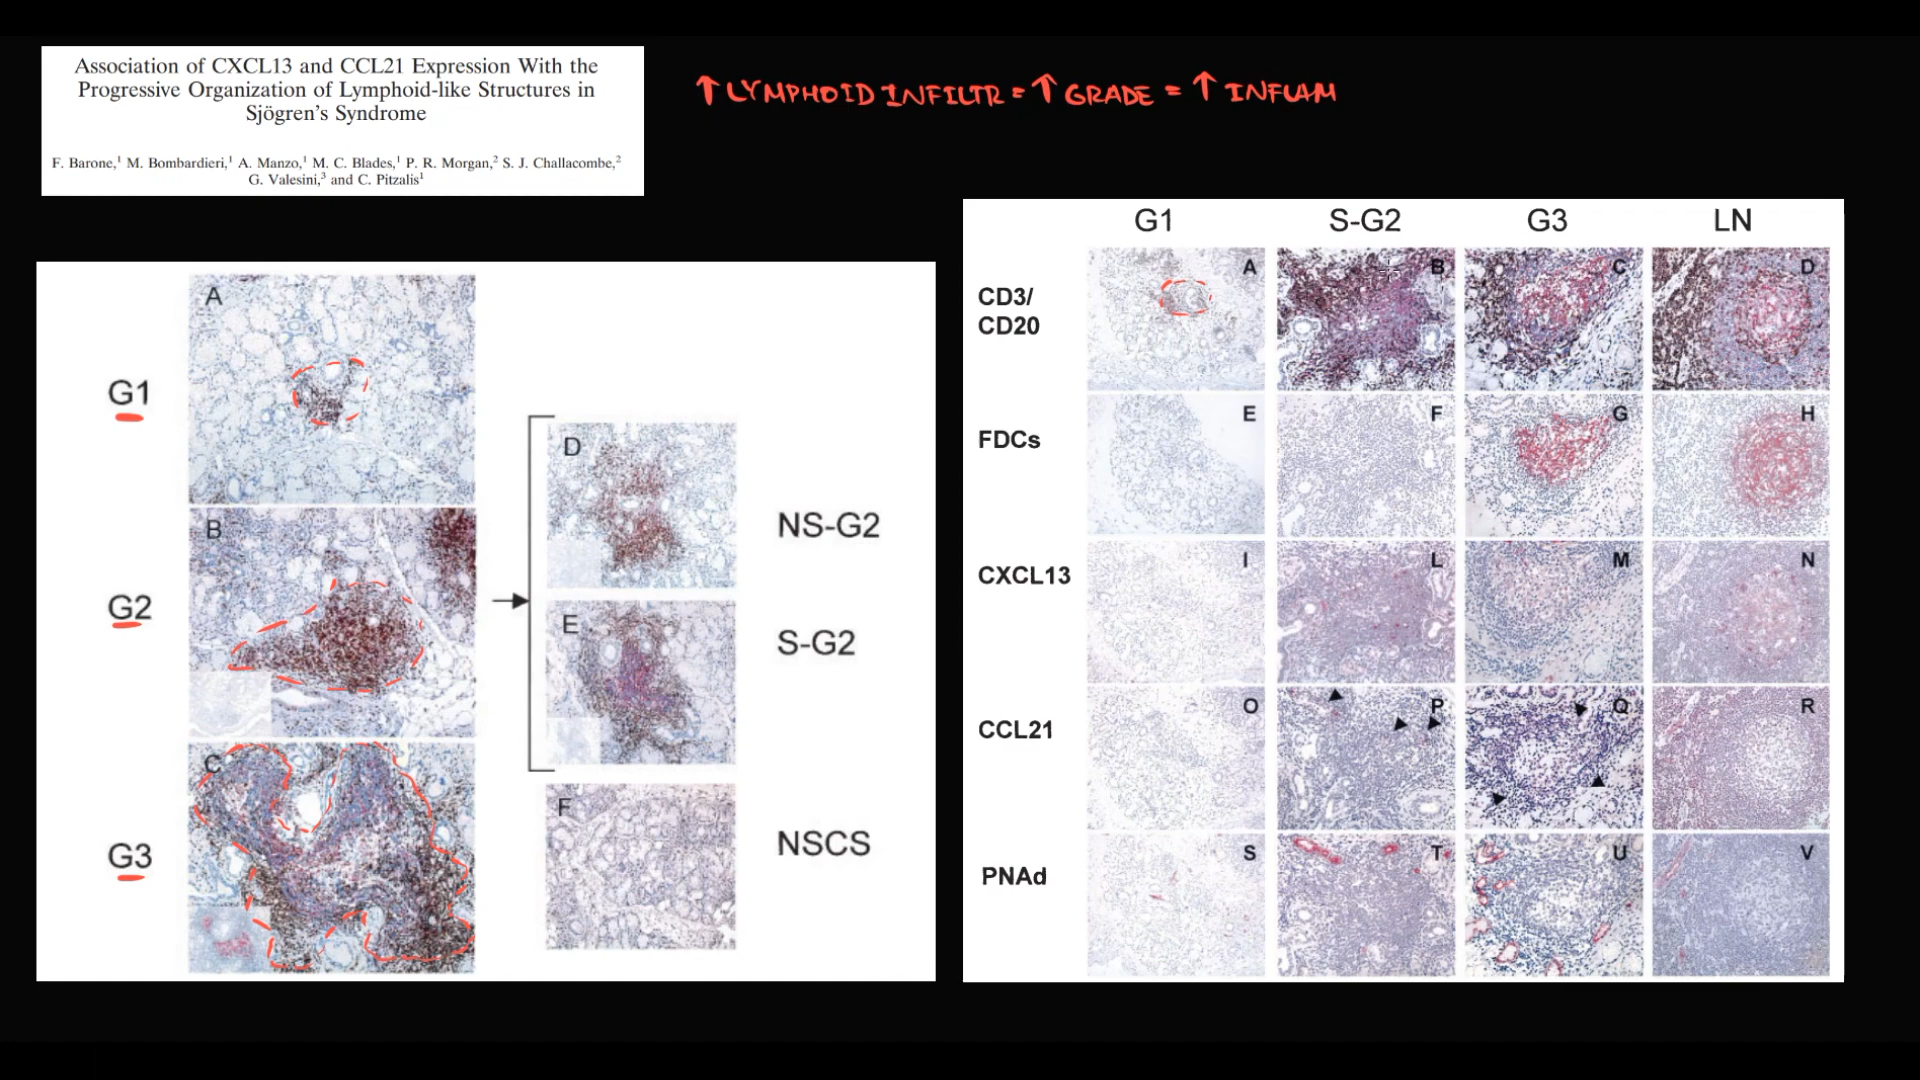 Association of CXCL13 and CCL21 Expression With the
Progressive Organization of Lymphoid-like Structures in
Sjögren's Syndrome
F. Barone,1 M. Bombardieri,1 A. Manzo,1 M. C. Blades,1 P. R. Morgan,2 S. J. Challacombe,2
G. Valesini,3 and C. Pitzalis1
↑ LYMPHOID INFILTR = ↑ GRADE = ↑ INFLAM
A
G1
B
G2
C
G3
D
NS-G2
E
S-G2
F
NSCS
G1 S-G2 G3 LN
CD3/
CD20
A B C D
FDCs
E F G H
CXCL13
I L M N
CCL21
O P Q R
PNAd
S T U V